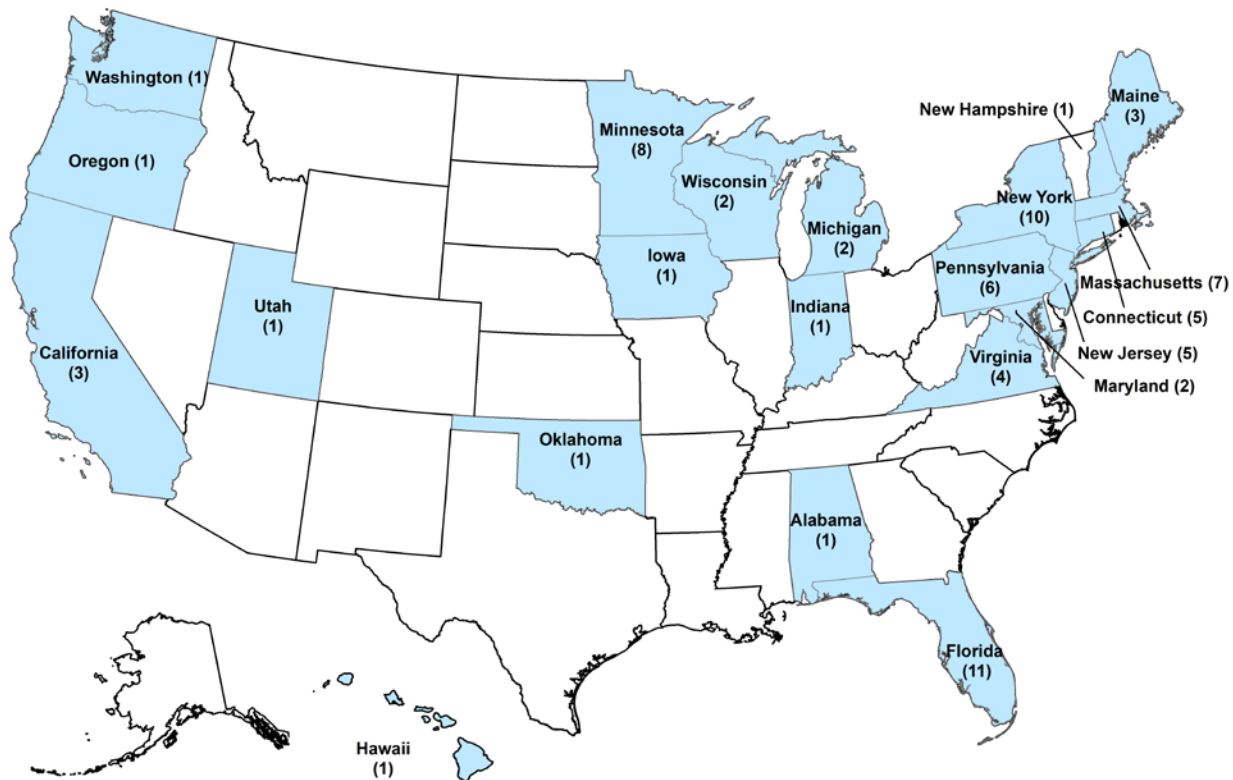 Washington (1)
Oregon (1)
California
(3)
Utah
(1)
Minnesota
(8)
Wisconsin
(2)
Iowa
(1)
Michigan
(2)
Indiana
(1)
Oklahoma
(1)
Alabama
(1)
Florida
(11)
Hawaii
(1)
New Hampshire (1)
Maine
(3)
New York
(10)
Pennsylvania
(6)
Massachusetts (7)
Connecticut (5)
New Jersey (5)
Maryland (2)
Virginia
(4)